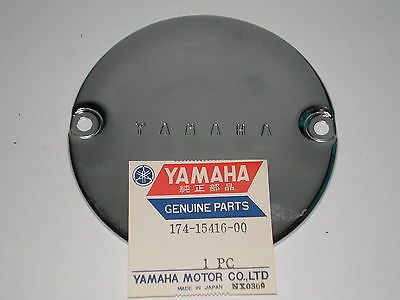 YAMAHA
YAMAHA
純正部品
GENUINE PARTS
174-15416-00
1 PC
YAMAHA MOTOR CO.,LTD
MADE IN JAPAN NX0309